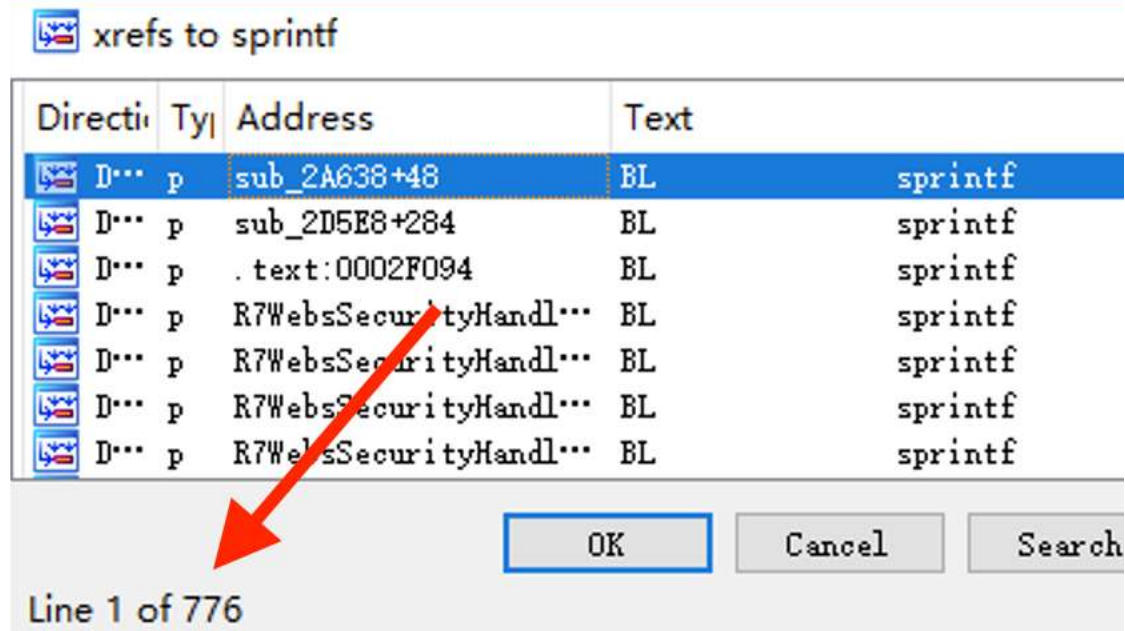 xrefs to sprintf
Directi Ty Address Text
D··· p sub_2A638+48 BL sprintf
D··· p sub_2D5E8+284 BL sprintf
D··· p .text:0002F094 BL sprintf
D··· p R7WebsSecurityHandl··· BL sprintf
D··· p R7WebsSecurityHandl··· BL sprintf
D··· p R7WebsSecurityHandl··· BL sprintf
D··· p R7WebsSecurityHandl··· BL sprintf
OK Cancel Search
Line 1 of 776